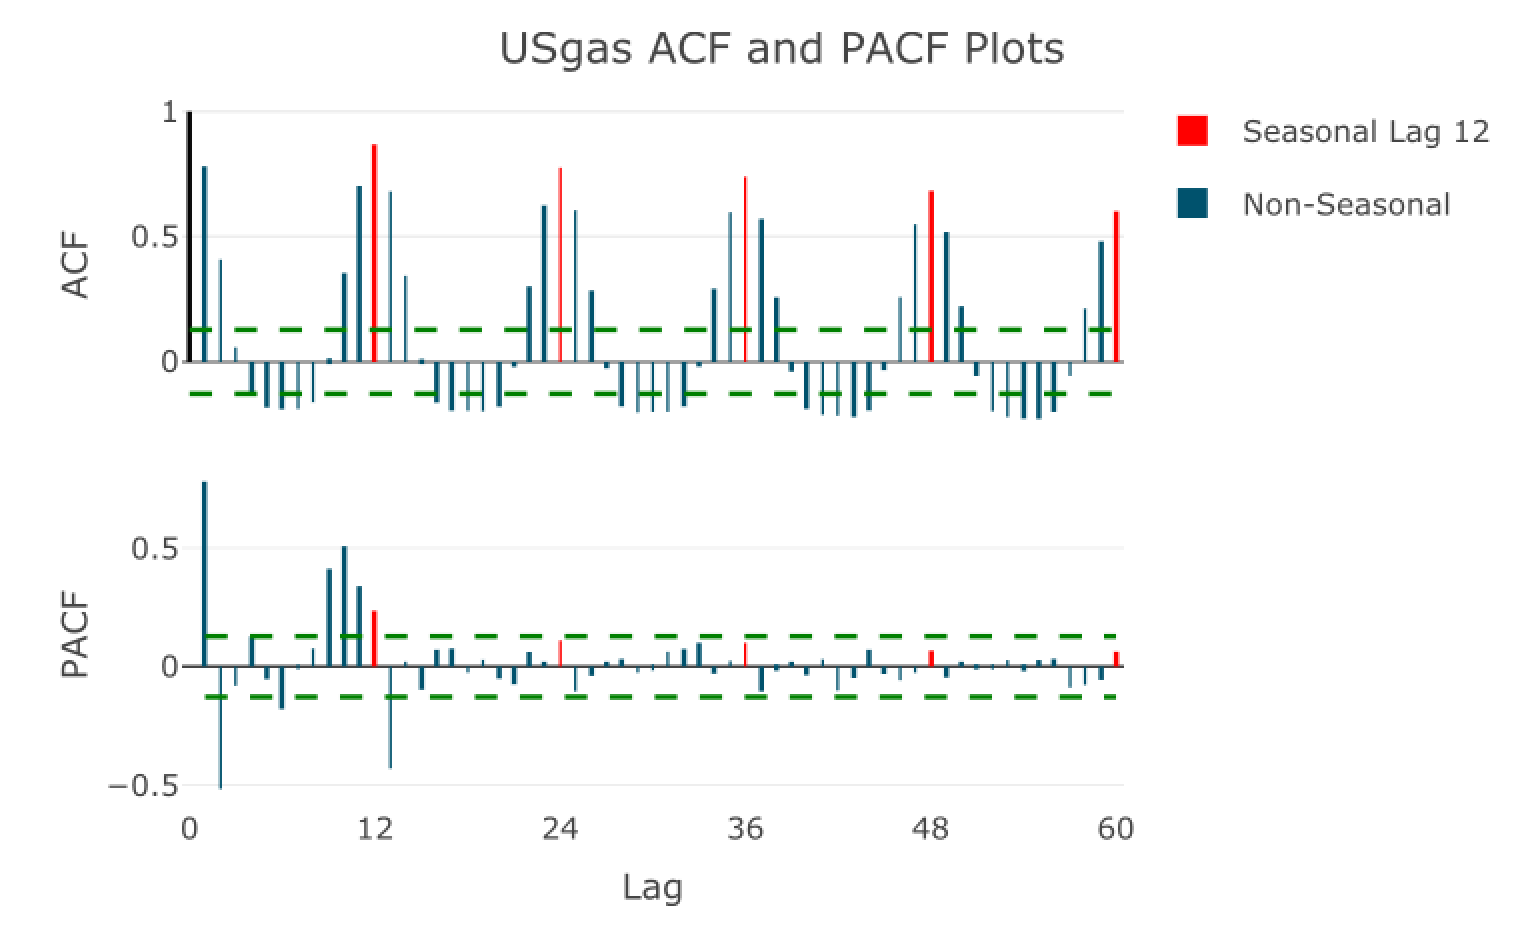 USgas ACF and PACF Plots
1
0.5
0
ACF
Seasonal Lag 12
Non-Seasonal
0.5
0
−0.5
PACF
0 12 24 36 48 60
Lag